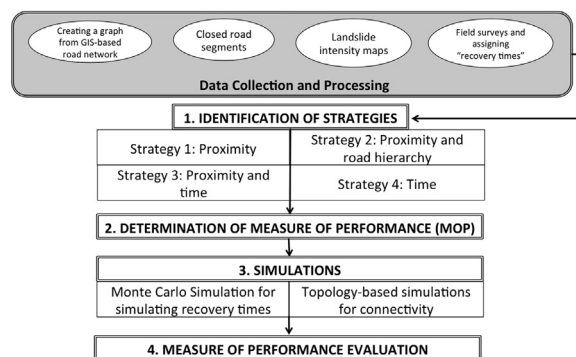 Creating a graph
from GIS-based
road network
Closed road
segments
Landslide
intensity maps
Field surveys and
assigning
"recovery times"
Data Collection and Processing
1. IDENTIFICATION OF STRATEGIES
Strategy 1: Proximity
Strategy 2: Proximity and
road hierarchy
Strategy 3: Proximity and
time
Strategy 4: Time
2. DETERMINATION OF MEASURE OF PERFORMANCE (MOP)
3. SIMULATIONS
Monte Carlo Simulation for
simulating recovery times
Topology-based simulations
for connectivity
4. MEASURE OF PERFORMANCE EVALUATION